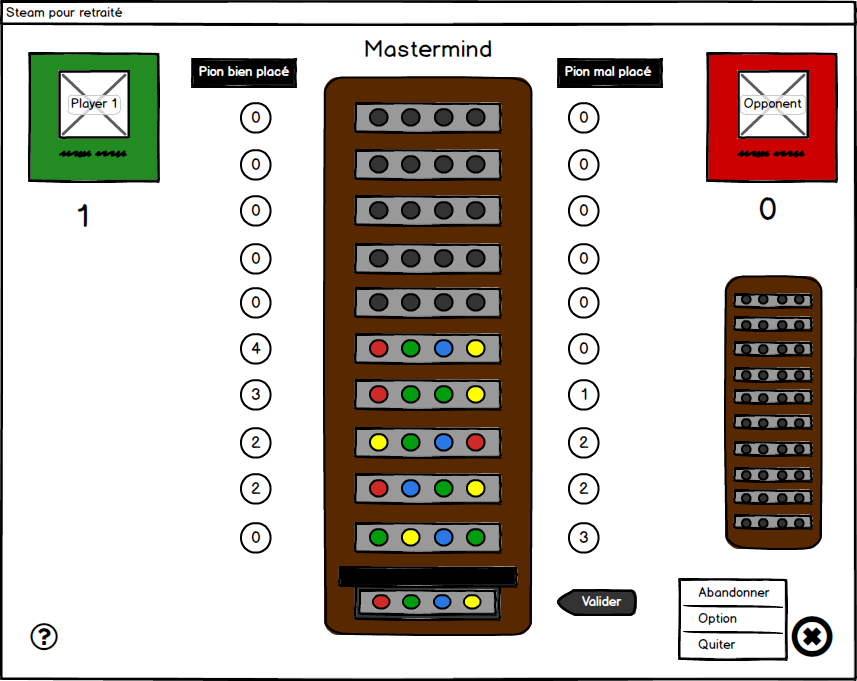 Steam pour retraité
Mastermind
Pion bien placé
Pion mal placé
Player 1
Opponent
1
0
0
0
0
0
0
0
0
0
0
0
0
0
4
0
3
1
2
2
2
2
0
3
Valider
Abandonner
Option
Quiter
?